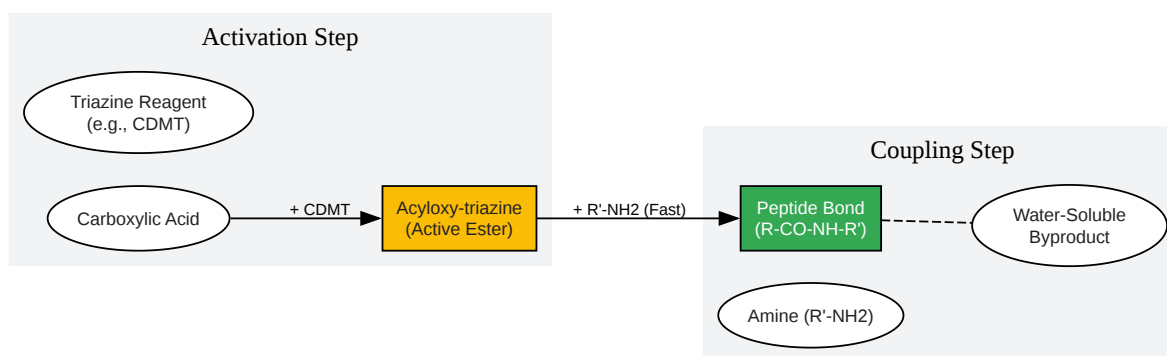 Activation Step
Triazine Reagent
(e.g., CDMT)
Carboxylic Acid
+ CDMT
Acyloxy-triazine
(Active Ester)
+ R'-NH2 (Fast)
Coupling Step
Peptide Bond
(R-CO-NH-R')
Water-Soluble
Byproduct
Amine (R'-NH2)